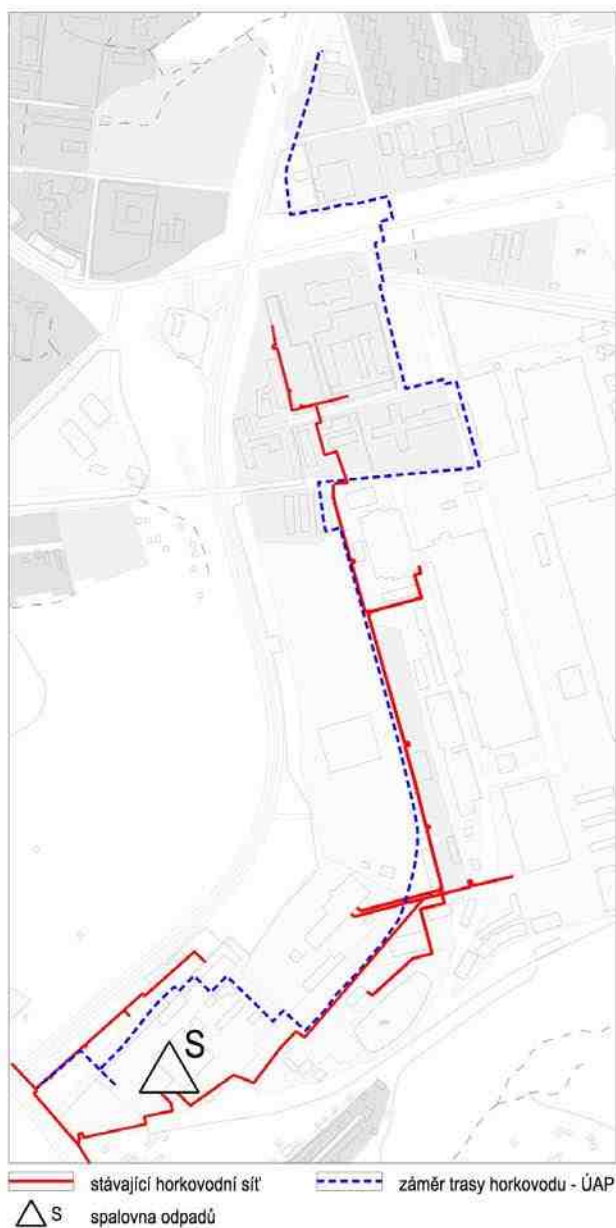 S
stávající horkovodní síť
záměr trasy horkovodu - ÚAP
S
spalovna odpadů